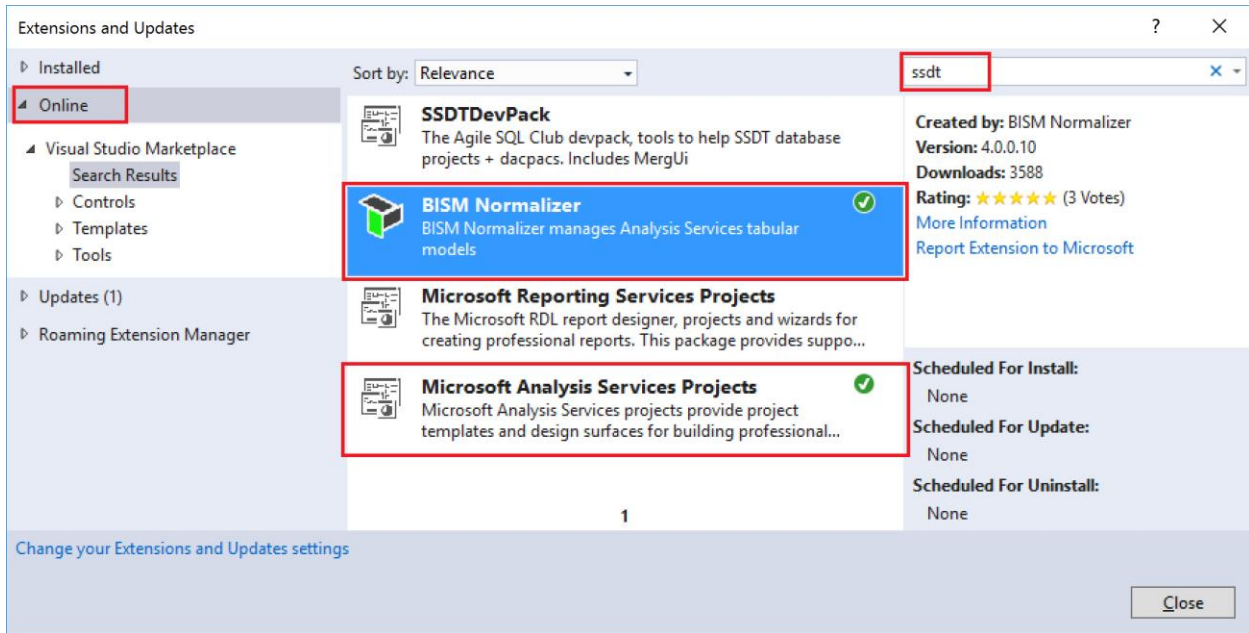 Extensions and Updates
?
Installed
Online
Visual Studio Marketplace
Search Results
Controls
Templates
Tools
Updates (1)
Roaming Extension Manager
Sort by: Relevance
SSDTDevPack
The Agile SQL Club devpack, tools to help SSDT database
projects + dacpacs. Includes MergUi
BISM Normalizer
BISM Normalizer manages Analysis Services tabular
models
Microsoft Reporting Services Projects
The Microsoft RDL report designer, projects and wizards for
creating professional reports. This package provides suppo...
Microsoft Analysis Services Projects
Microsoft Analysis Services projects provide project
templates and design surfaces for building professional...
1
ssdt
Created by: BISM Normalizer
Version: 4.0.0.10
Downloads: 3588
Rating: ★★★★★ (3 Votes)
More Information
Report Extension to Microsoft
Scheduled For Install:
None
Scheduled For Update:
None
Scheduled For Uninstall:
None
Change your Extensions and Updates settings
Close